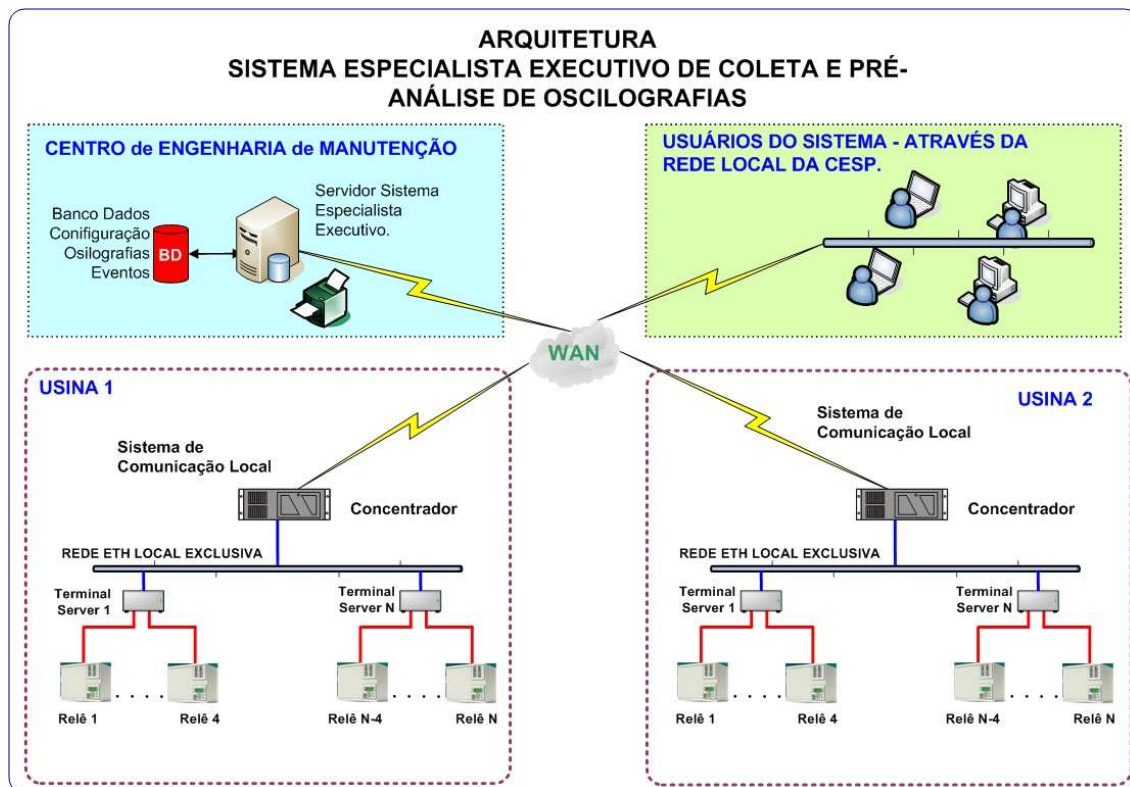 ARQUITETURA
SISTEMA ESPECIALISTA EXECUTIVO DE COLETA E PRÉ-
ANÁLISE DE OSCILOGRAFIAS
CENTRO de ENGENHARIA de MANUTENÇÃO
Banco Dados
Conifiguração
Osilografias
Eventos
BD
Servidor Sistema
Especialista
Executivo.
USUÁRIOS DO SISTEMA - ATRAVÉS DA
REDE LOCAL DA CESP.
WAN
USINA 1
Sistema de
Comunicação Local
Concentrador
REDE ETH LOCAL EXCLUSIVA
Terminal
Server 1
Terminal
Server N
Relê 1
Relê 4
Relê N-4
Relê N
USINA 2
Sistema de
Comunicação Local
Concentrador
REDE ETH LOCAL EXCLUSIVA
Terminal
Server 1
Terminal
Server N
Relê 1
Relê 4
Relê N-4
Relê N